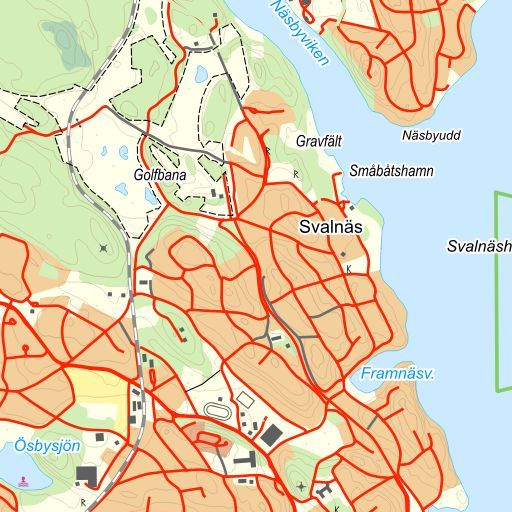 Näsbyviken
Näsbyudd
Gravfält
R
Småbåtshamn
Golfbana
R
Svalnäs
Svalnäsh
K
Framnäsv.
Ösbysjön
K
R
K